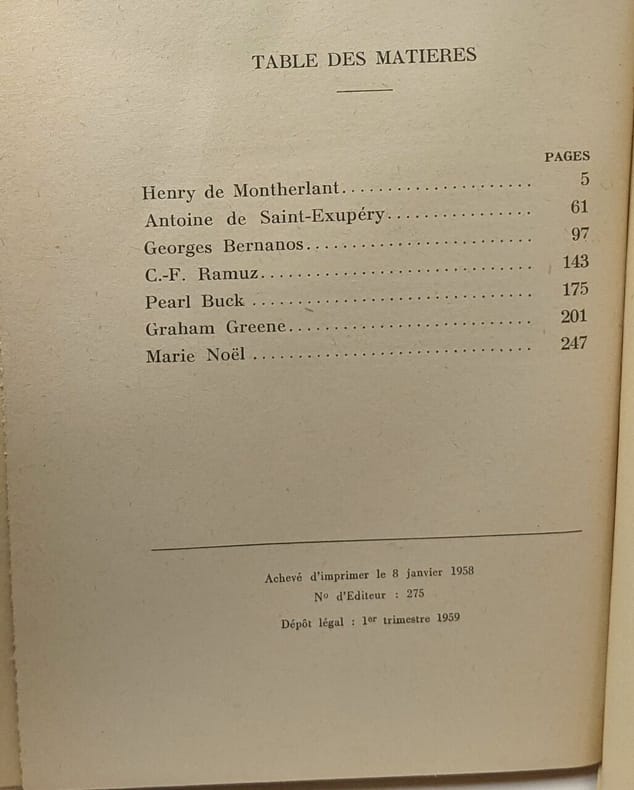 TABLE DES MATIERES
PAGES
Henry de Montherlant..................... 5
Antoine de Saint-Exupéry................ 61
Georges Bernanos......................... 97
C.-F. Ramuz.............................. 143
Pearl Buck ............................... 175
Graham Greene........................... 201
Marie Noël ............................... 247
Achevé d'imprimer le 8 janvier 1958
Nº d'Editeur : 275
Dépôt légal : 1er trimestre 1959